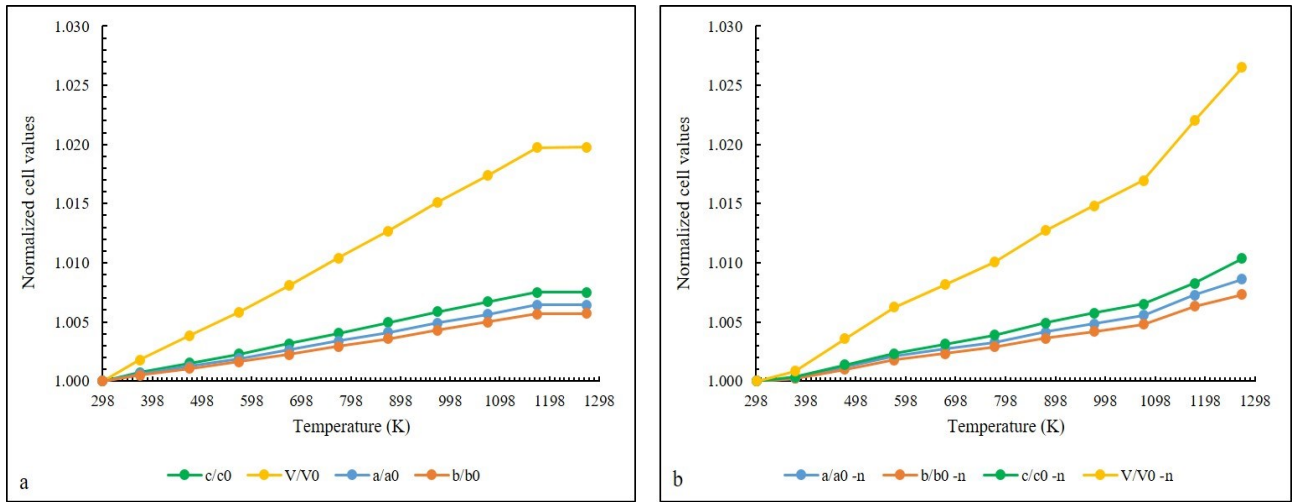 1.030
1.025
1.020
1.015
1.010
1.005
1.000
Normalized cell values
298 398 498 598 698 798 898 998 1098 1198 1298
Temperature (K)
c/c0 V/V0 a/a0 b/b0
a
1.030
1.025
1.020
1.015
1.010
1.005
1.000
Normalized cell values
298 398 498 598 698 798 898 998 1098 1198 1298
Temperature (K)
a/a0 -n b/b0 -n c/c0 -n V/V0 -n
b